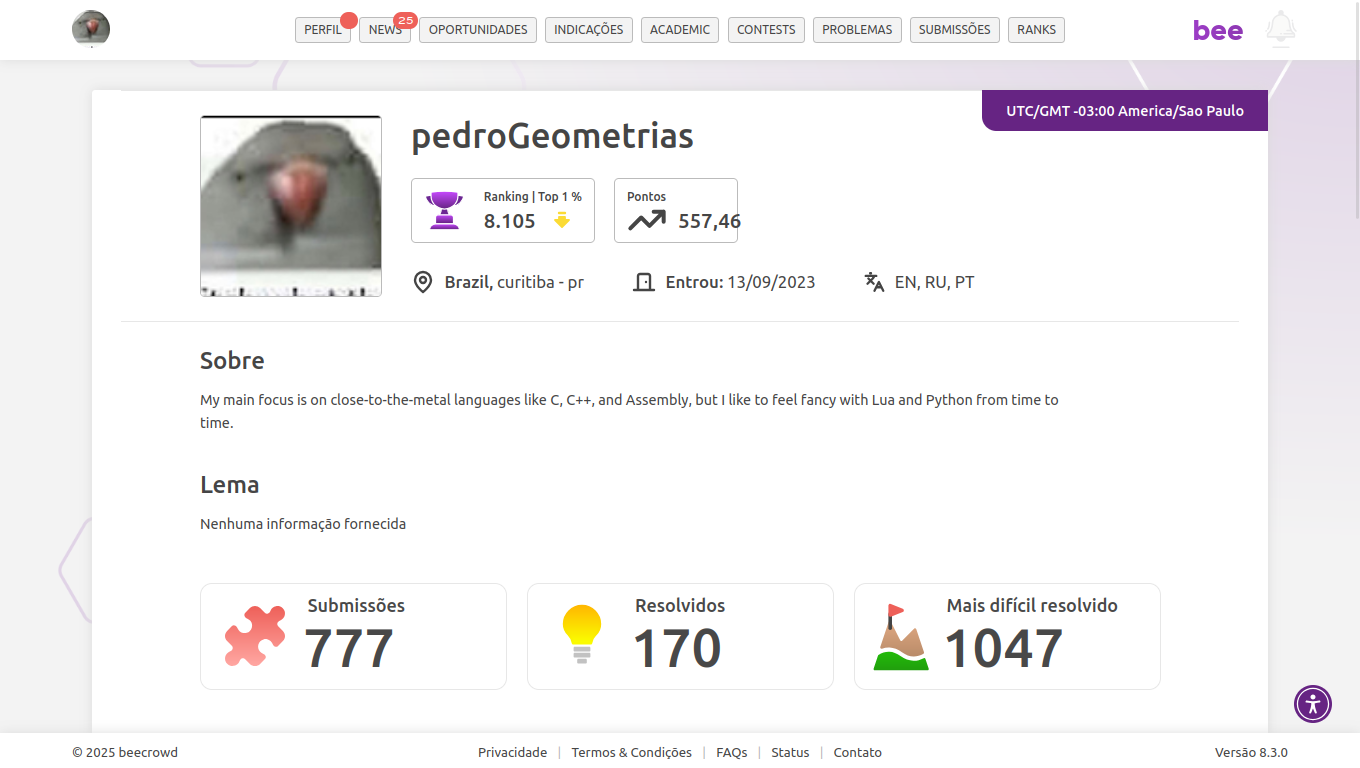 PERFIL
NEWS
25
OPORTUNIDADES
INDICAÇÕES
ACADEMIC
CONTESTS
PROBLEMAS
SUBMISSÕES
RANKS
bee
UTC/GMT -03:00 America/Sao Paulo
pedroGeometrias
Ranking | Top 1 %
8.105
Pontos
557,46
Brazil, curitiba - pr
Entrou: 13/09/2023
EN, RU, PT
Sobre
My main focus is on close-to-the-metal languages like C, C++, and Assembly, but I like to feel fancy with Lua and Python from time to
time.
Lema
Nenhuma informação fornecida
Submissões
777
Resolvidos
170
Mais difícil resolvido
1047
© 2025 beecrowd
Privacidade | Termos & Condições | FAQs | Status | Contato
Versão 8.3.0